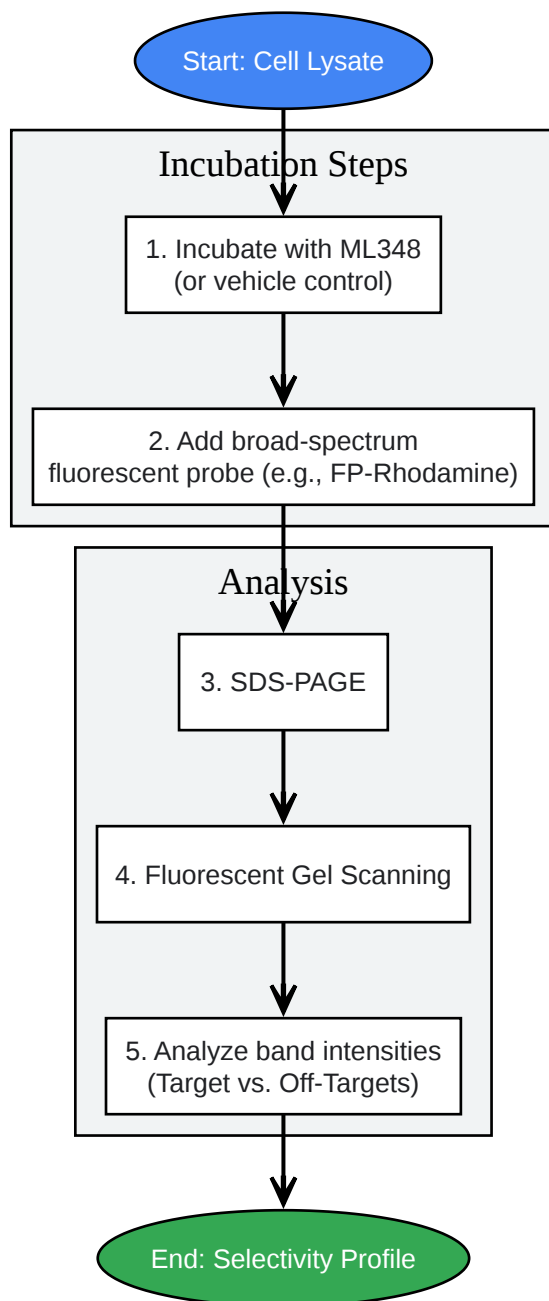 Start: Cell Lysate
Incubation Steps
1. Incubate with ML348
(or vehicle control)
2. Add broad-spectrum
fluorescent probe (e.g., FP-Rhodamine)
Analysis
3. SDS-PAGE
4. Fluorescent Gel Scanning
5. Analyze band intensities
(Target vs. Off-Targets)
End: Selectivity Profile